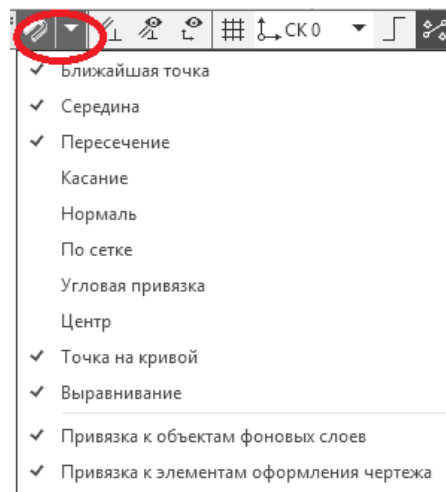 СК 0
Ближайшая точка
Середина
Пересечение
Касание
Нормаль
По сетке
Угловая привязка
Центр
Точка на кривой
Выравнивание
Привязка к объектам фоновых слоев
Привязка к элементам оформления чертежа